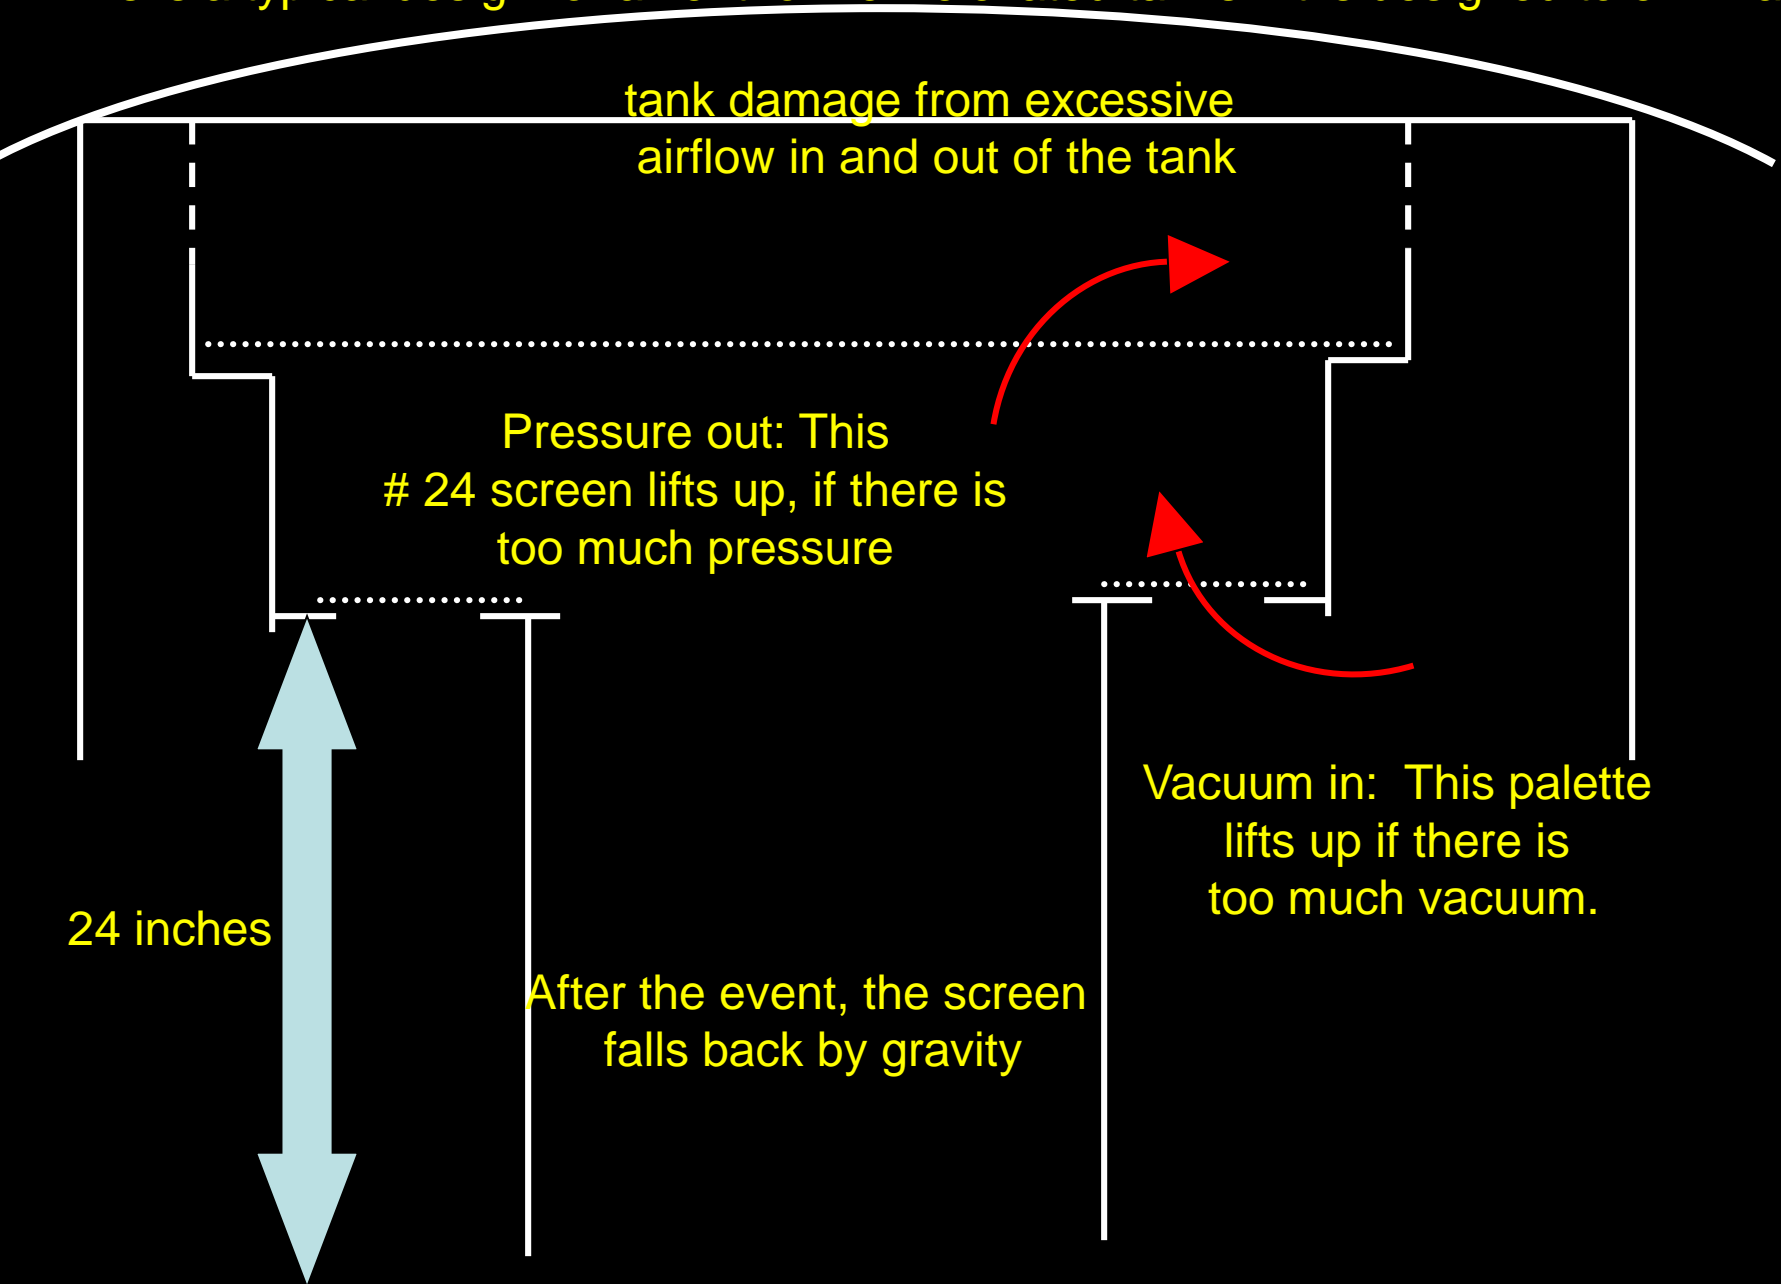 a typical design
tank damage from excessive
airflow in and out of the tank
Pressure out: This
# 24 screen lifts up, if there is
too much pressure
Vacuum in: This palette
lifts up if there is
too much vacuum.
24 inches
After the event, the screen
falls back by gravity